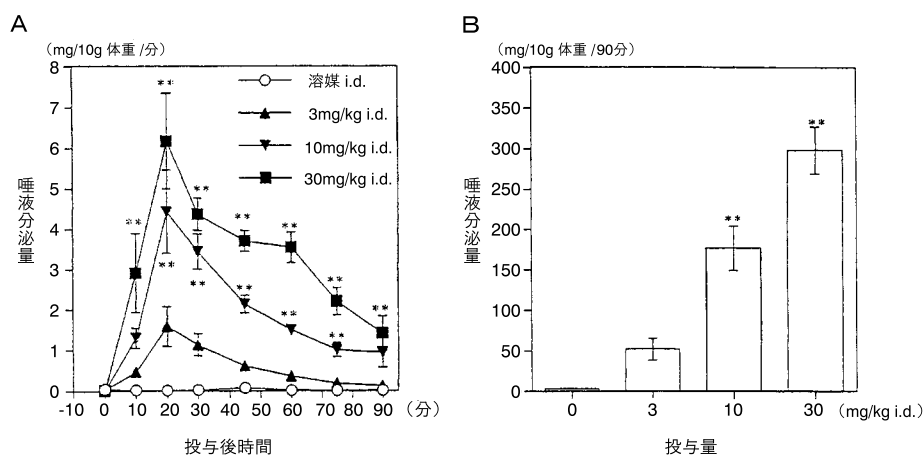 A
（mg/10g 体重 /分）
8
7
6
5
4
3
2
1
0
唾液分泌量
溶媒 i.d.
3mg/kg i.d.
10mg/kg i.d.
30mg/kg i.d.
**
**
**
**
**
**
**
**
**
**
**
**
-10 0 10 20 30 40 50 60 70 80 90 （分）
投与後時間
B
（mg/10g 体重 /90分）
400
350
300
250
200
150
100
50
0
唾液分泌量
**
**
0 3 10 30 （mg/kg i.d.）
投与量